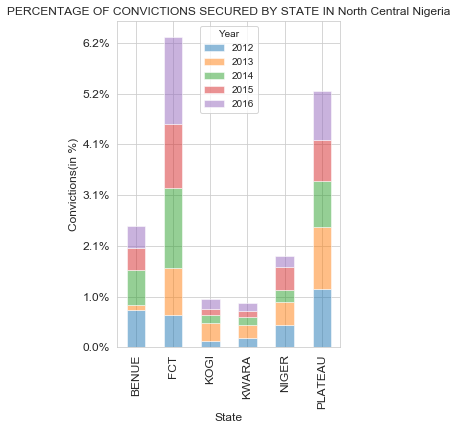 PERCENTAGE OF CONVICTIONS SECURED BY STATE IN North Central Nigeria
Year
2012
2013
2014
2015
2016
6.2%
5.2%
4.1%
3.1%
2.1%
1.0%
0.0%
Convictions(in %)
BENUE
FCT
KOGI
KWARA
NIGER
PLATEAU
State